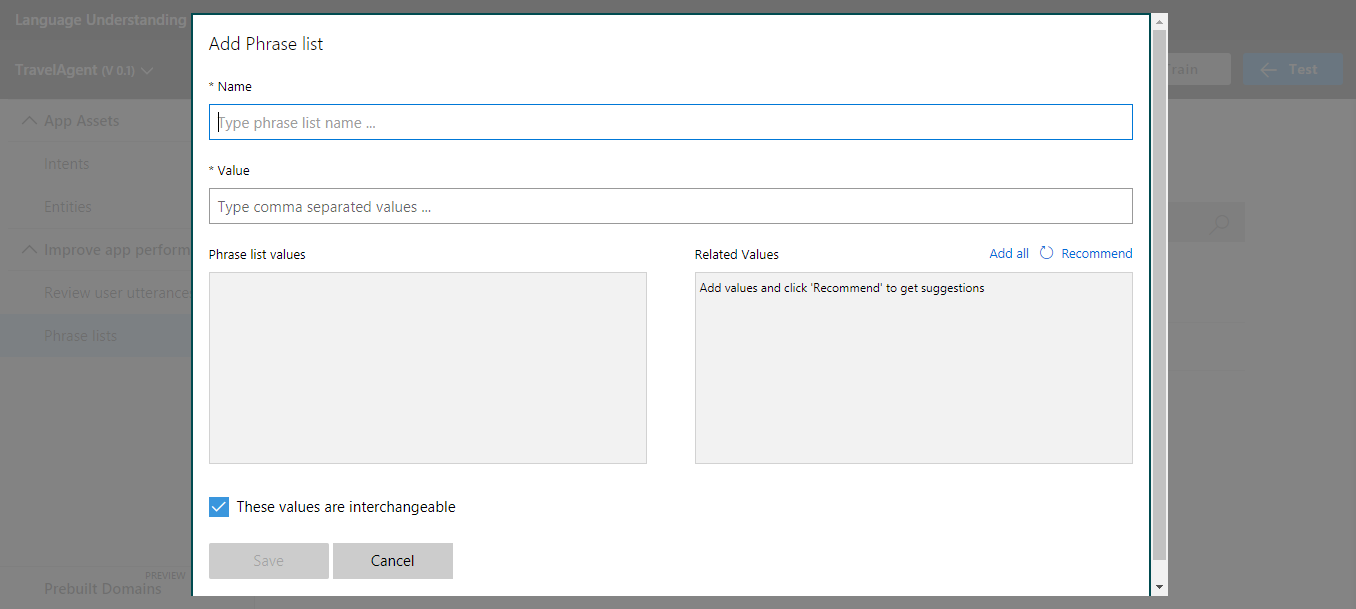 Language Understanding
TravelAgent (V 0.1)
Train
Test
App Assets
Intents
Entities
Improve app perform
Review user utterances
Phrase lists
PREVIEW
Prebuilt Domains
Add Phrase list
* Name
Type phrase list name ...
* Value
Type comma separated values ...
Phrase list values
Related Values Add all Recommend
Add values and click 'Recommend' to get suggestions
These values are interchangeable
Save Cancel